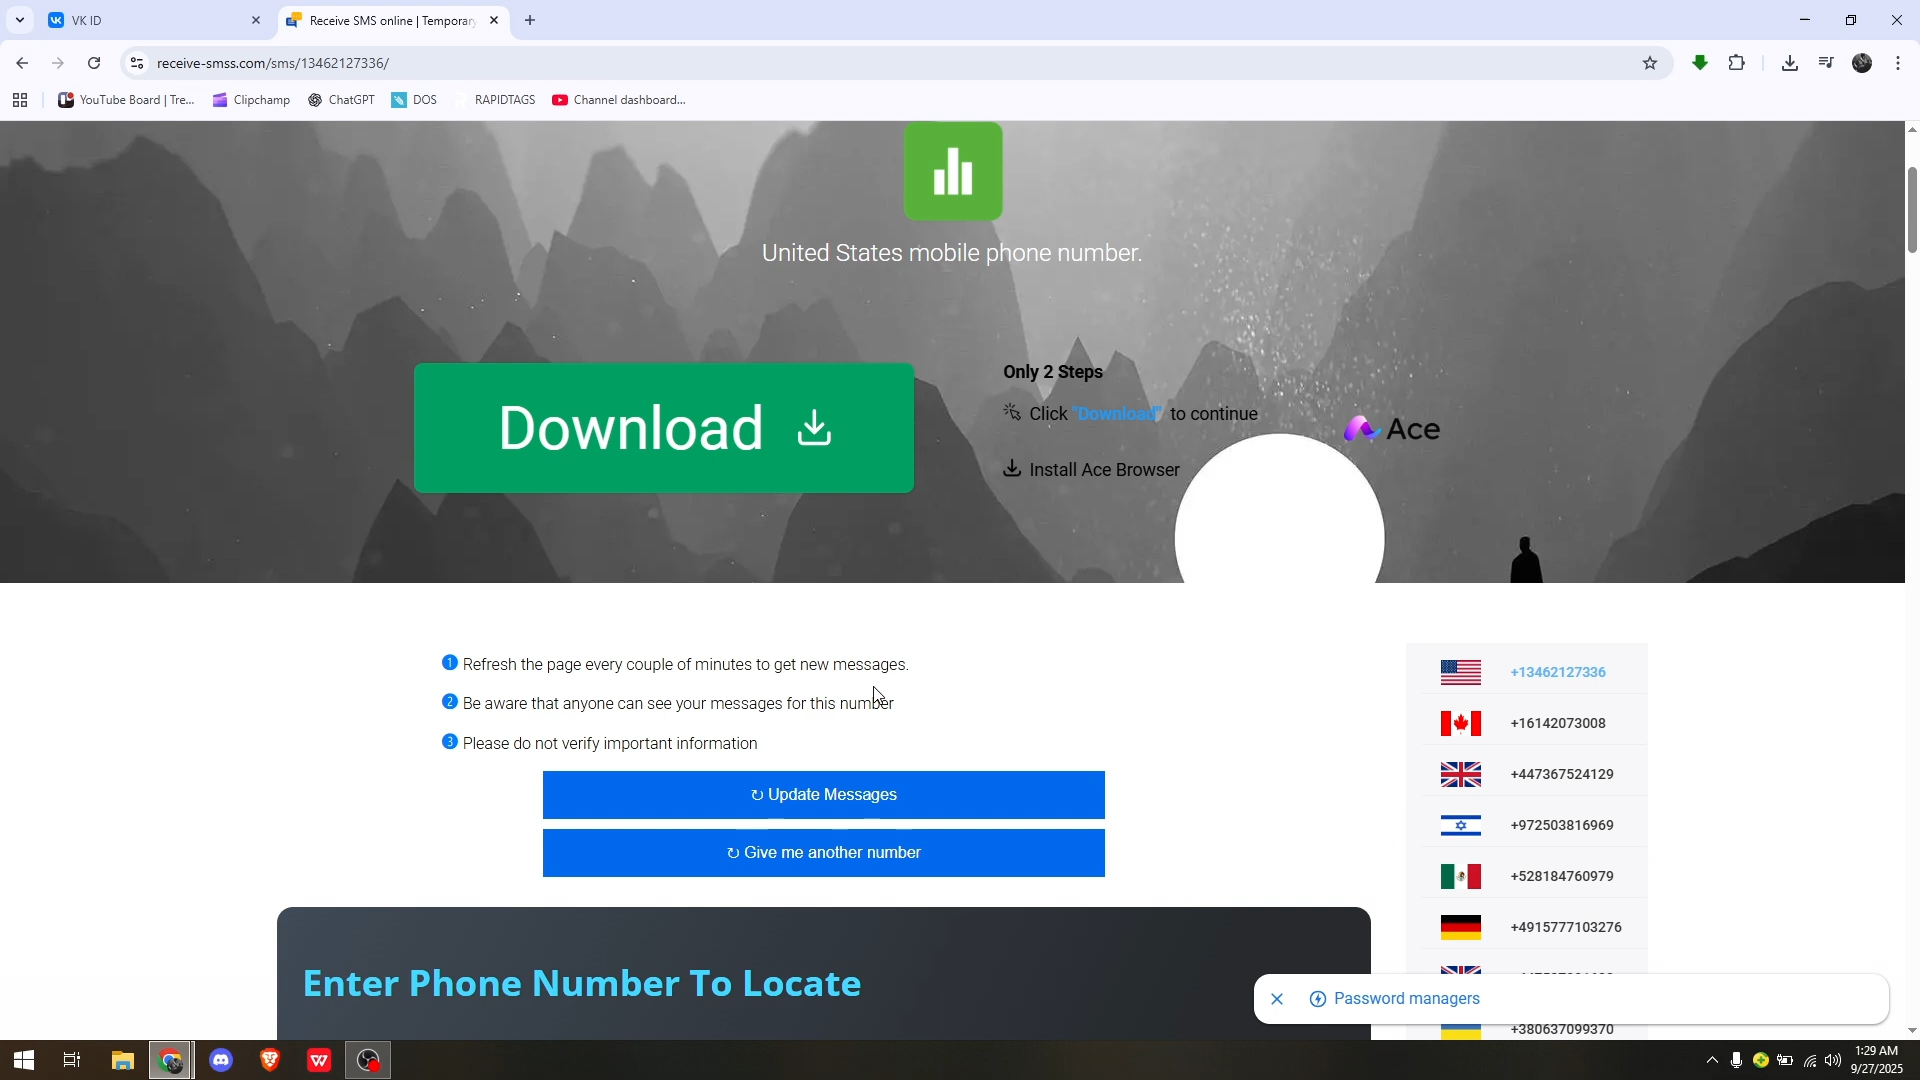 VK ID
Receive SMS online | Temporary
receive-smss.com/sms/13462127336/
YouTube Board | Tre...
Clipchamp
ChatGPT
DOS
RAPIDTAGS
Channel dashboard...
United States mobile phone number.
Download
Only 2 Steps
Click "Download" to continue
Install Ace Browser
Ace
1 Refresh the page every couple of minutes to get new messages.
2 Be aware that anyone can see your messages for this number
3 Please do not verify important information
↻ Update Messages
↻ Give me another number
+13462127336
+16142073008
+447367524129
+972503816969
+528184760979
+4915777103276
+380637099370
Enter Phone Number To Locate
Password managers
1:29 AM
9/27/2025